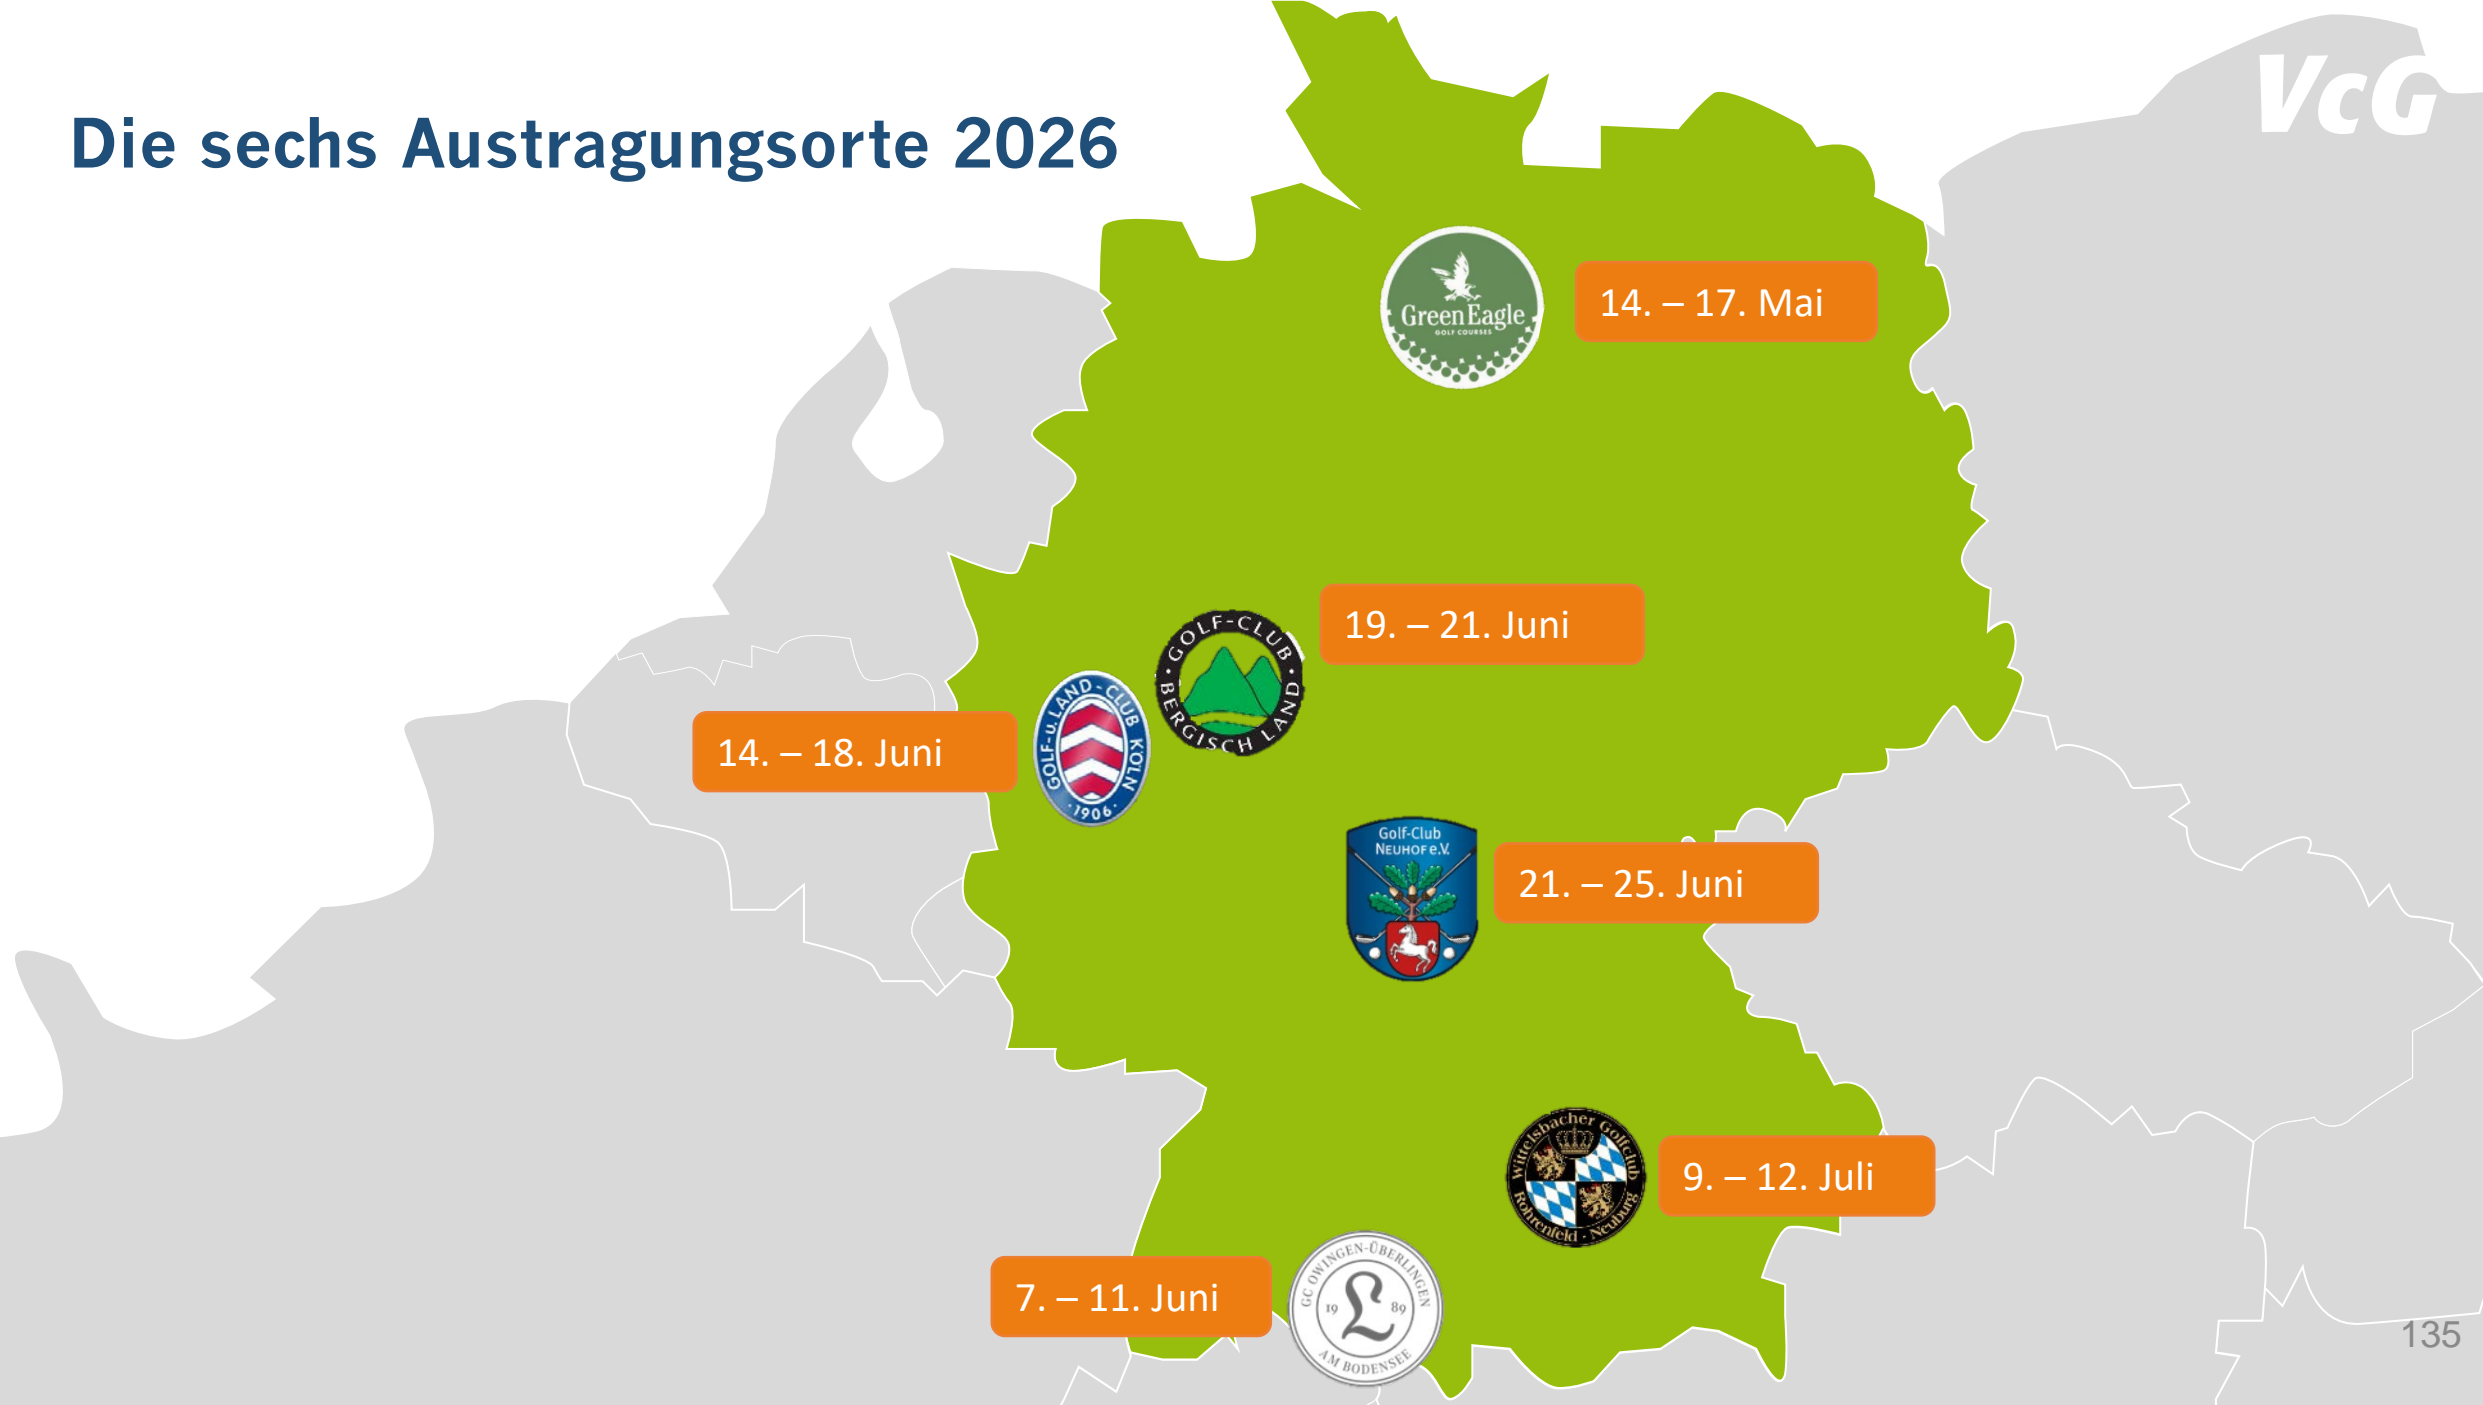 Die sechs Austragungsorte 2026
VcG
Green Eagle
GOLF COURSES
14. – 17. Mai
GOLF-CLUB
BERGISCH LAND
19. – 21. Juni
14. – 18. Juni
GOLF-u. LAND-CLUB KÖLN
1906
Golf-Club
NEUHOF e.V.
21. – 25. Juni
Wittelsbacher Golfclub
Rohrenfeld - Neuburg
9. – 12. Juli
7. – 11. Juni
GC OWINGEN-ÜBERLINGEN
19 L 89
AM BODENSEE
135